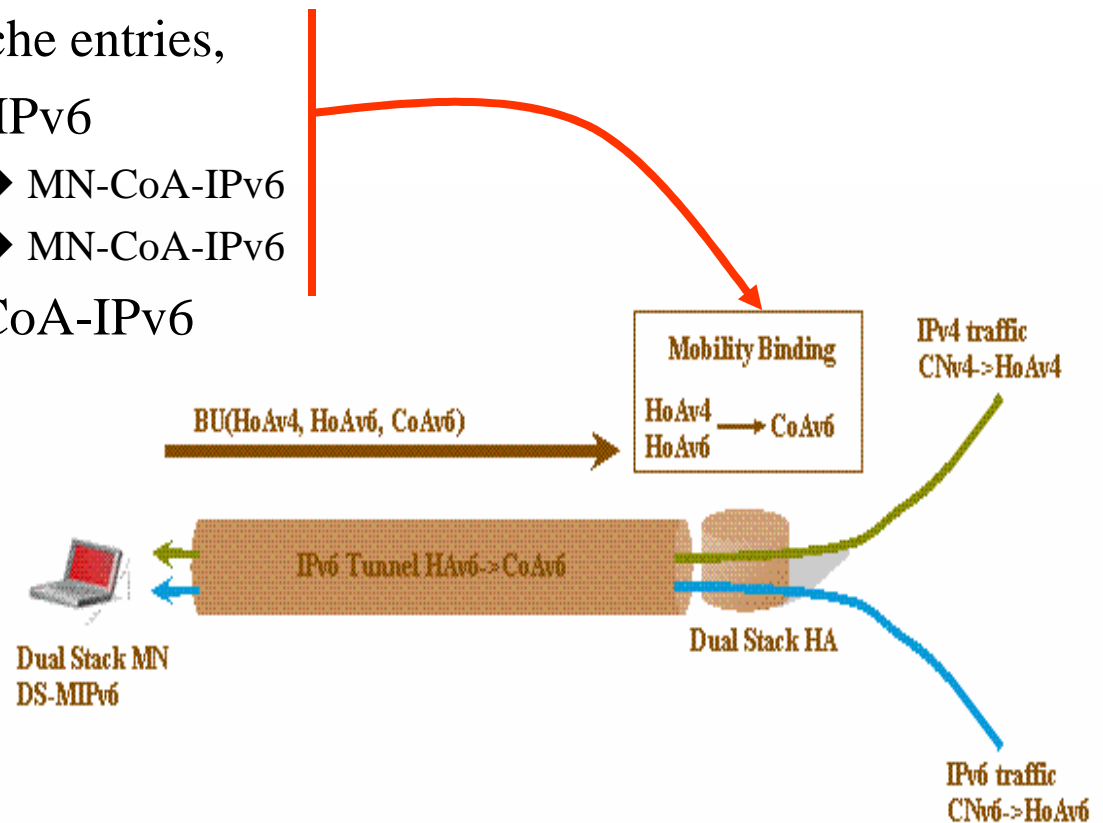 che entries,
IPv6
MN-CoA-IPv6
MN-CoA-IPv6
CoA-IPv6
Mobility Binding
HoAv4
HoAv6
CoAv6
IPv4 traffic
CNv4->HoAv4
BU(HoAv4, HoAv6, CoAv6)
IPv6 Tunnel HAv6->CoAv6
Dual Stack HA
Dual Stack MN
DS-MIPv6
IPv6 traffic
CNv6->HoAv6